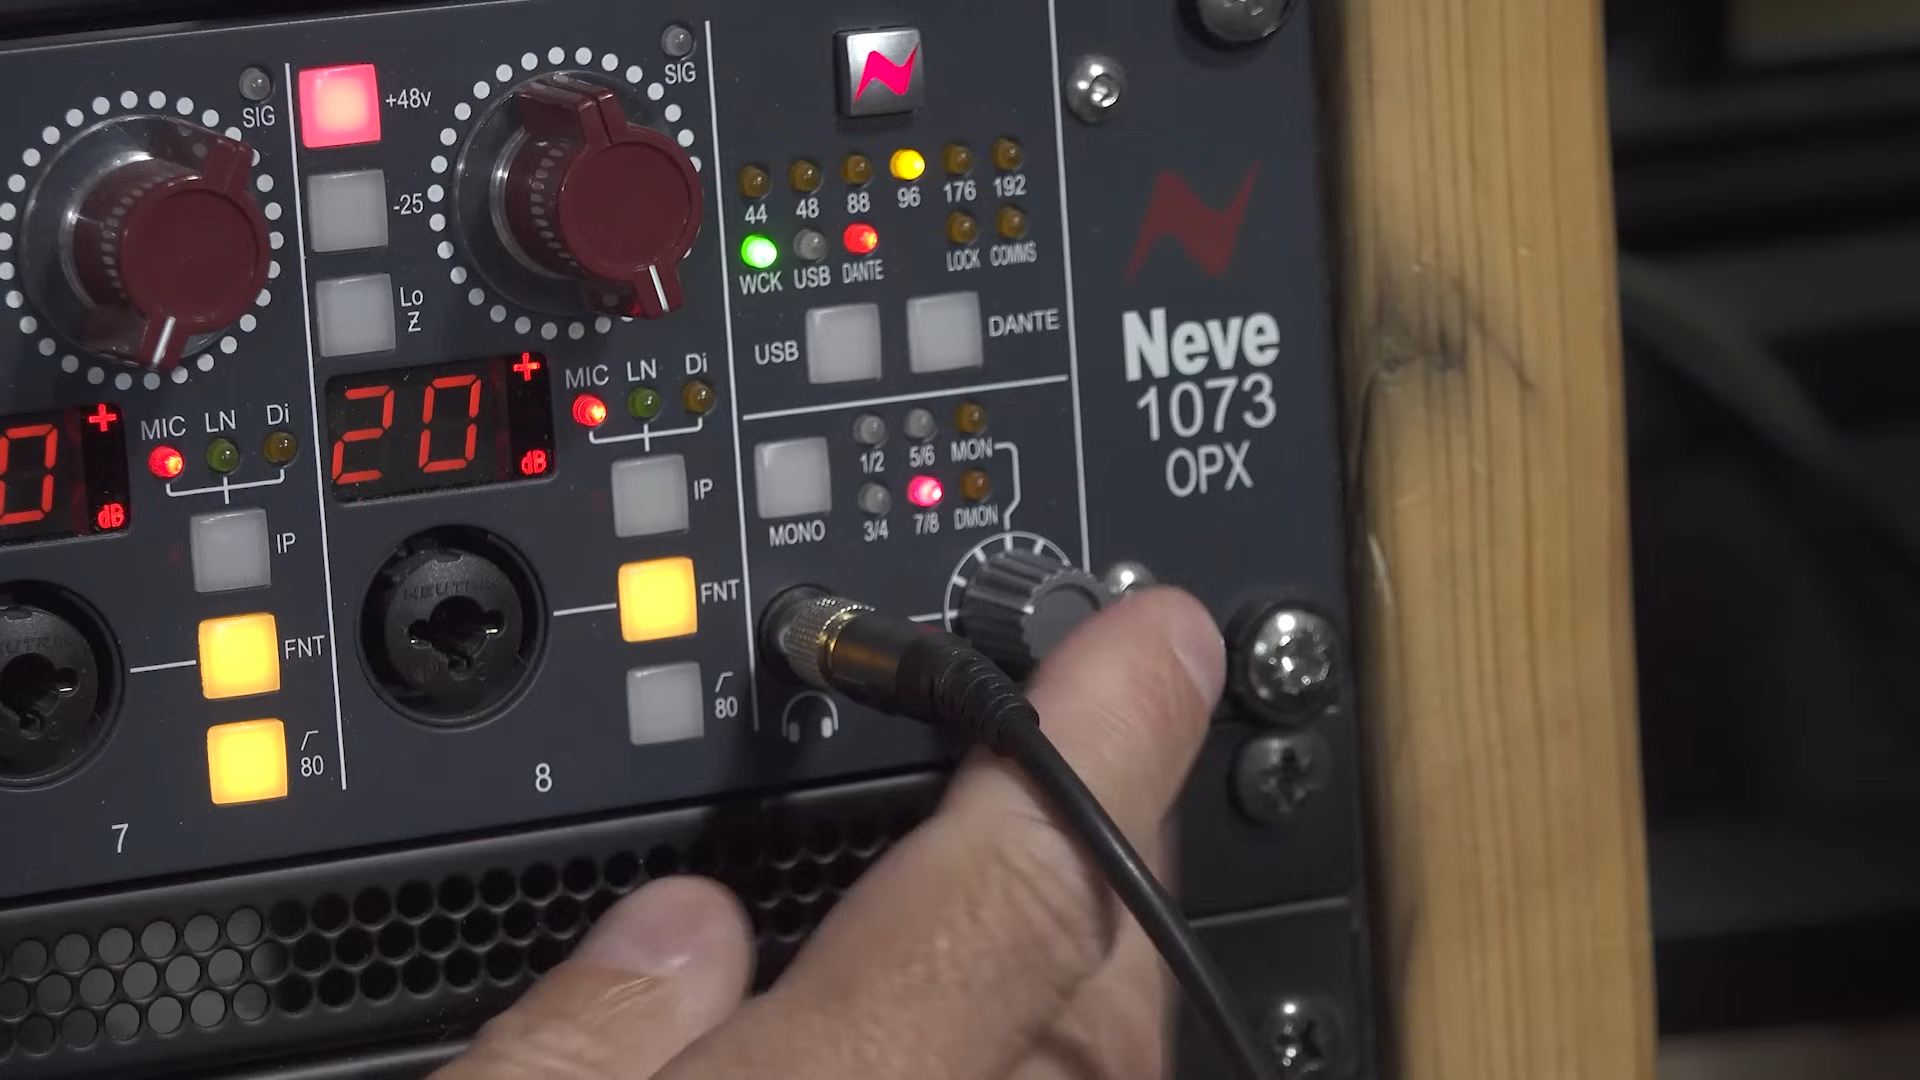 SIG
+48v
-25
Lo
Z
SIG
44 48 88 96 176 192
WCK USB DANTE LOCK COMMS
USB DANTE
Neve
1073
OPX
MIC LN Di
0 + dB
IP
FNT
80
7
MIC LN Di
20 + dB
IP
FNT
80
8
NEUTRIK
1/2 5/6 MON
3/4 7/8 DMON
MONO